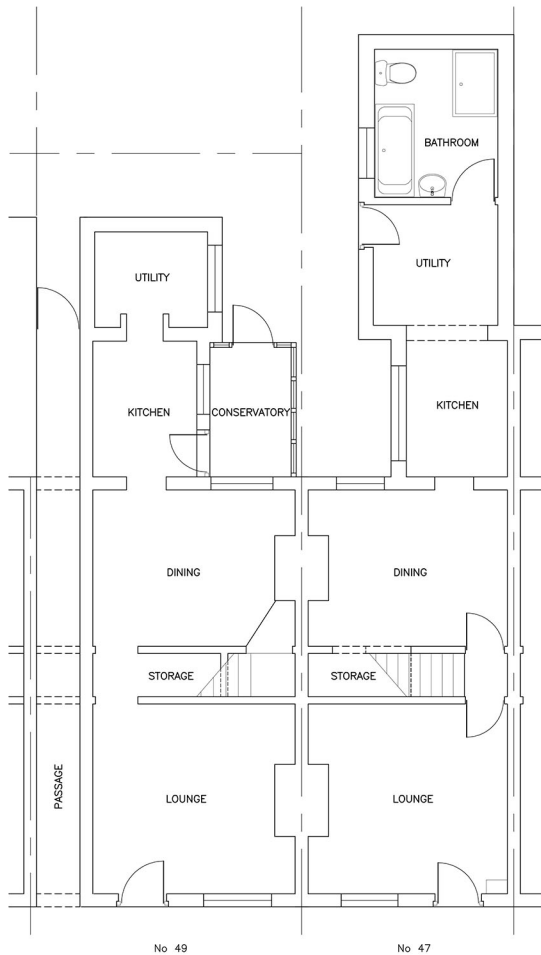 BATHROOM
UTILITY
UTILITY
KITCHEN
CONSERVATORY
KITCHEN
DINING
DINING
STORAGE
STORAGE
PASSAGE
LOUNGE
LOUNGE
No 49
No 47